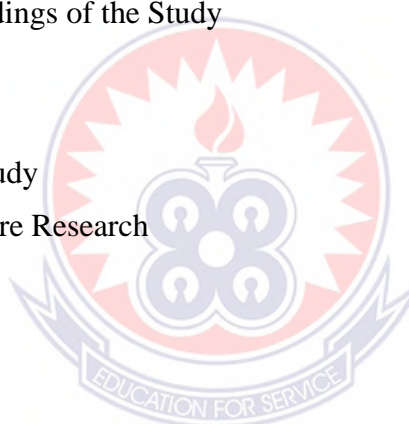 dings of the Study
udy
re Research
EDUCATION FOR SERVICE